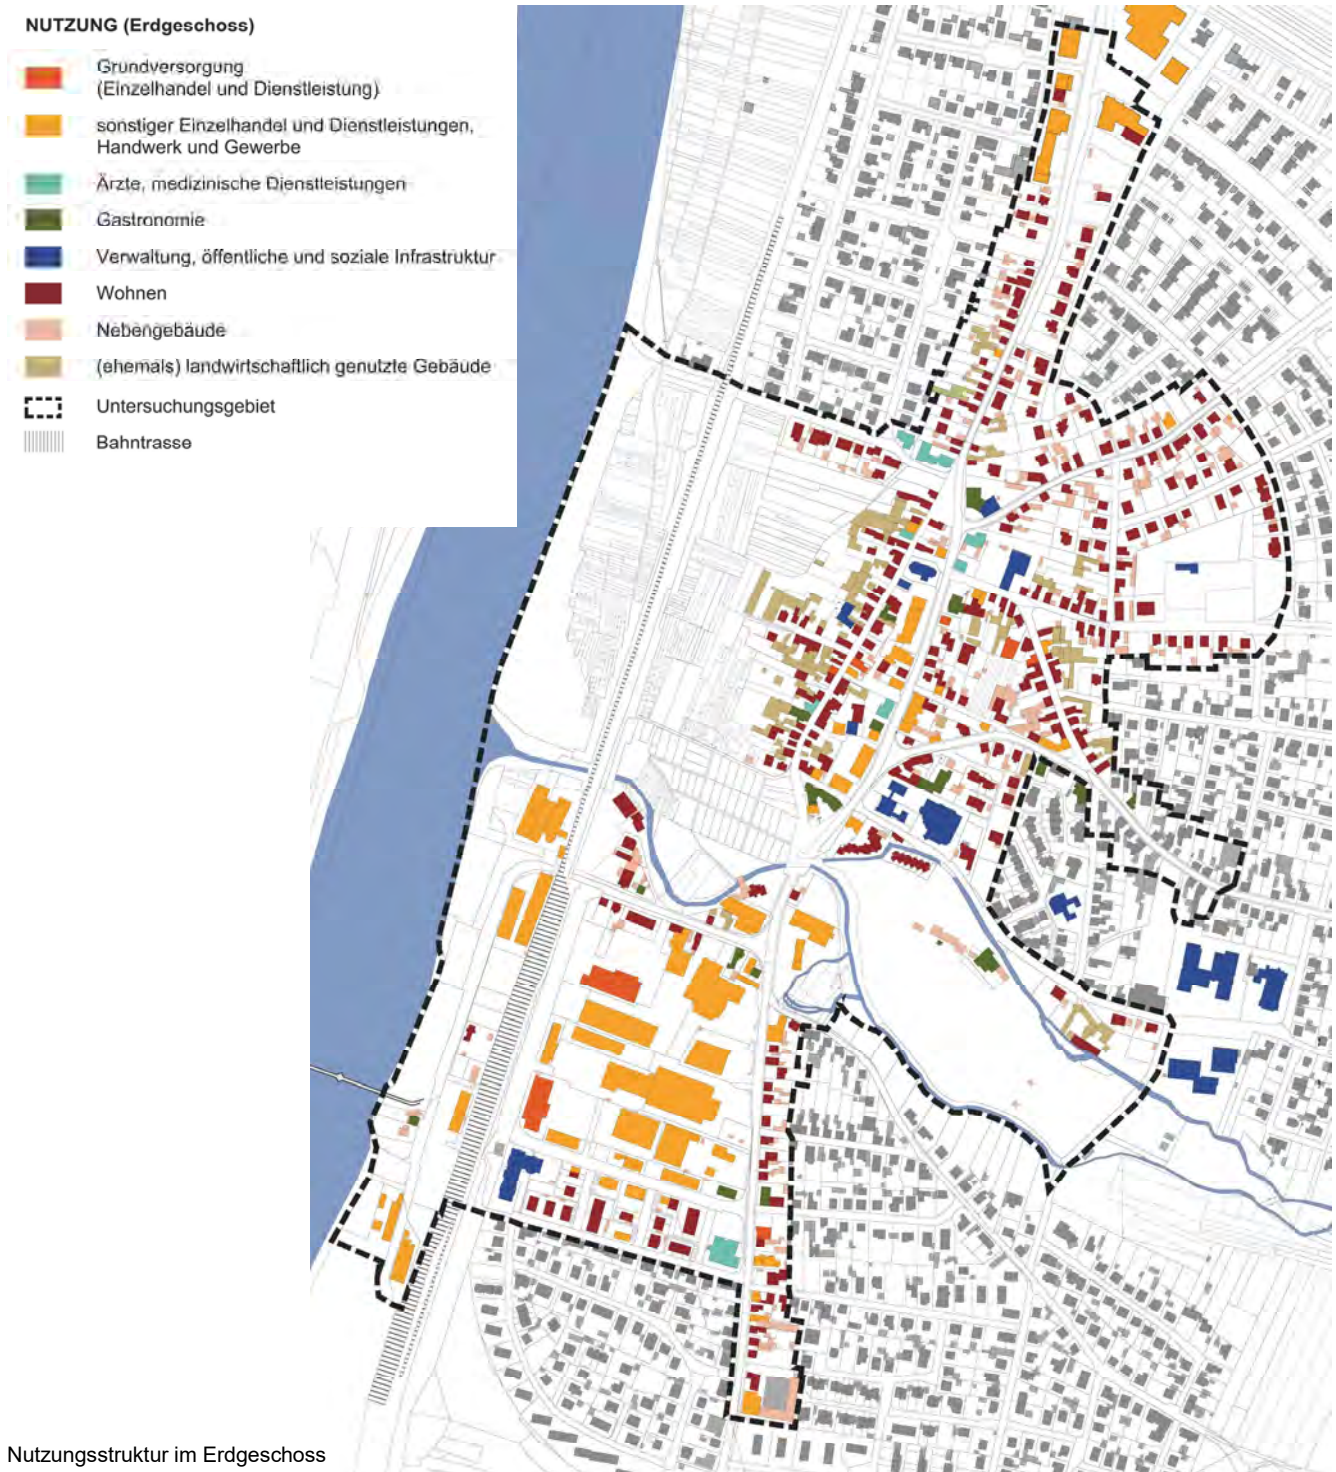 NUTZUNG (Erdgeschoss)
Grundversorgung
(Einzelhandel und Dienstleistung)
sonstiger Einzelhandel und Dienstleistungen,
Handwerk und Gewerbe
Ärzte, medizinische Dienstleistungen
Gastronomie
Verwaltung, öffentliche und soziale Infrastruktur
Wohnen
Nebengebäude
(ehemals) landwirtschaftlich genutzte Gebäude
Untersuchungsgebiet
Bahntrasse
Nutzungsstruktur im Erdgeschoss